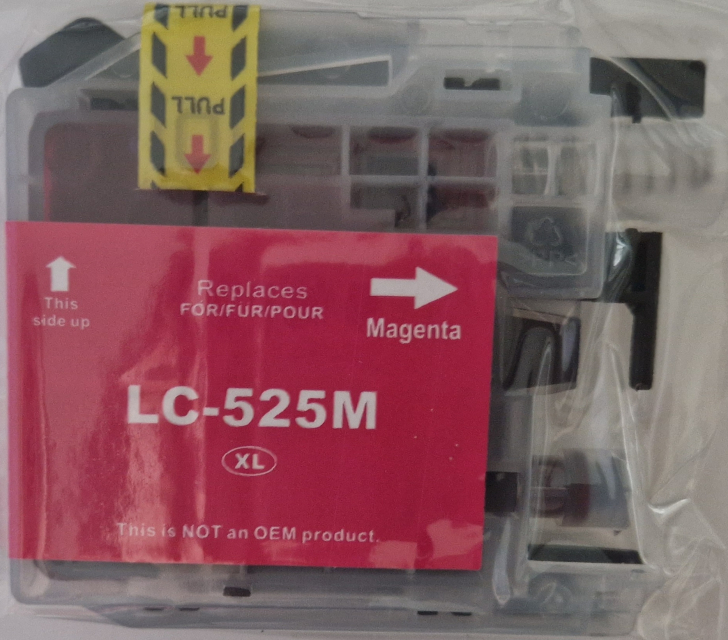 PULL
PULL
This
side up
Replaces
FOR/FÜR/POUR
Magenta
LC-525M
XL
This is NOT an OEM product.